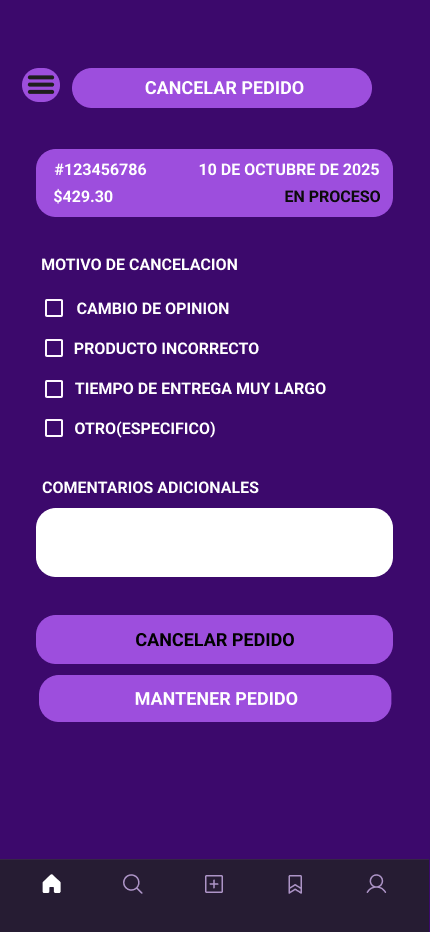 CANCELAR PEDIDO
#123456786 10 DE OCTUBRE DE 2025
$429.30 EN PROCESO
MOTIVO DE CANCELACION
CAMBIO DE OPINION
PRODUCTO INCORRECTO
TIEMPO DE ENTREGA MUY LARGO
OTRO(ESPECIFICO)
COMENTARIOS ADICIONALES
CANCELAR PEDIDO
MANTENER PEDIDO